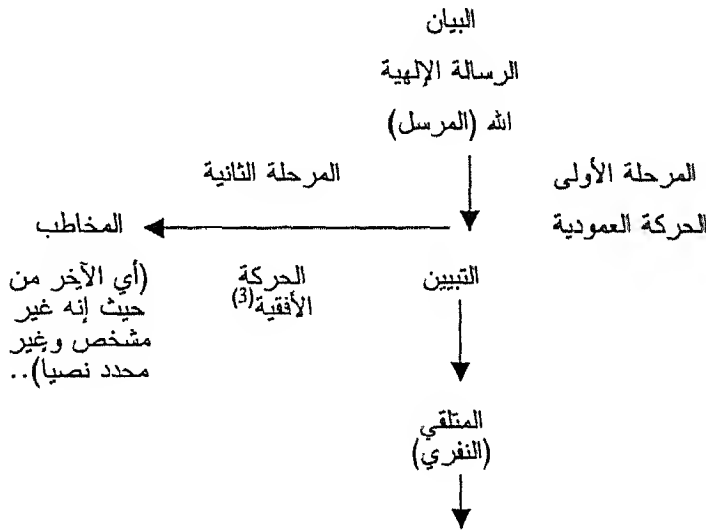 البيان
الرسالة الإلهية
الله (المرسل)
المرحلة الأولى
الحركة العمودية
المرحلة الثانية
التبيين
الحركة
الأفقية(3)
المخاطب
(أي الآخر من
حيث إنه غير
مشخص وغير
محدد نصيا)..
المتلقي
(النفري)